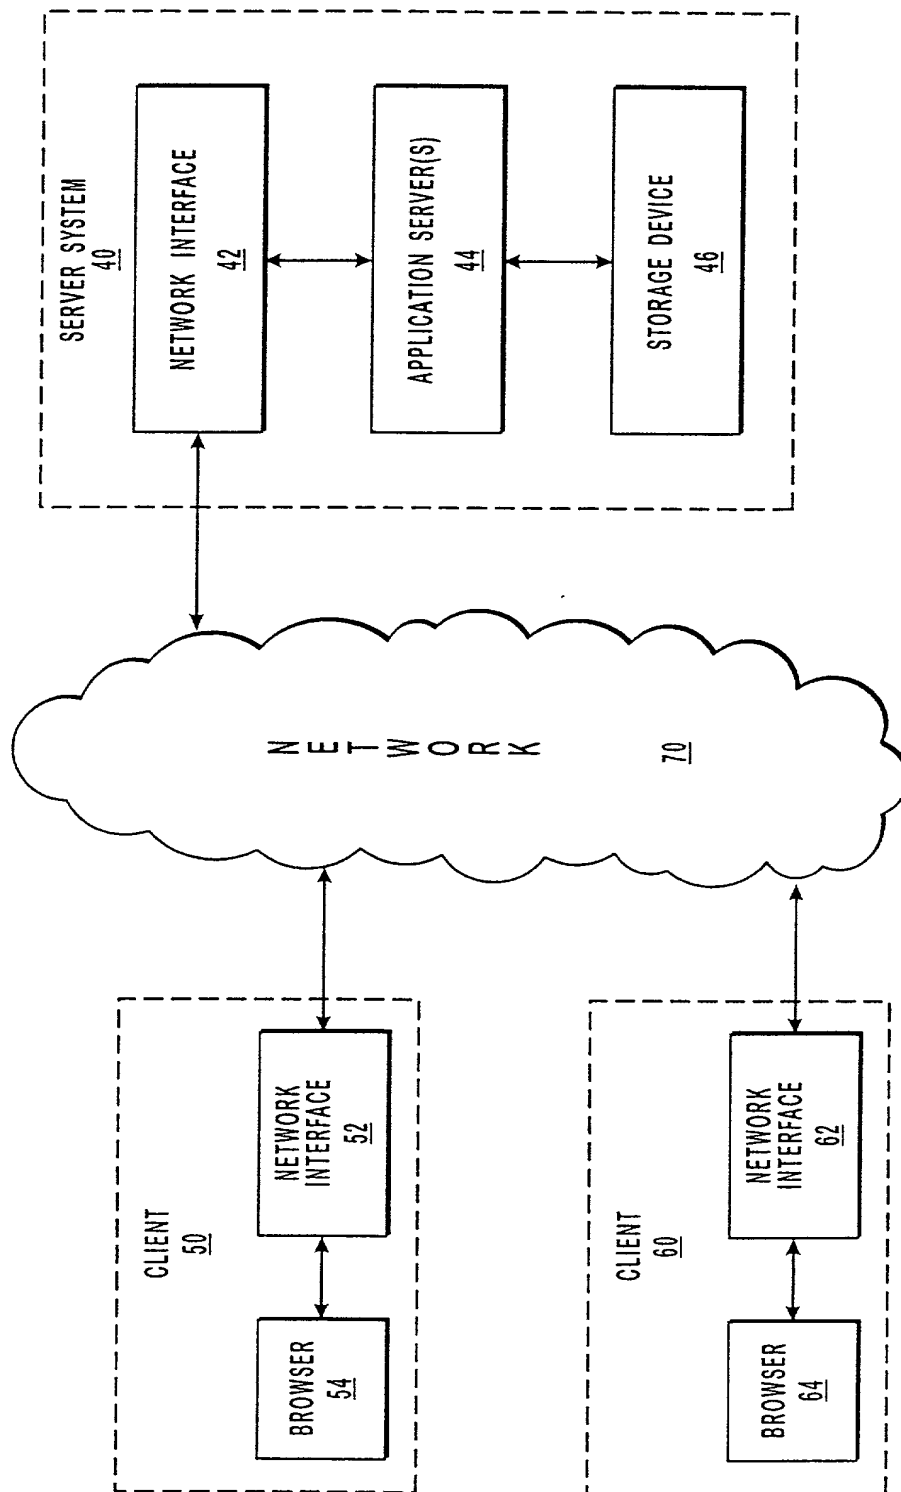 SERVER SYSTEM
40
NETWORK INTERFACE
42
APPLICATION SERVER(S)
44
STORAGE DEVICE
46
NETWORK
70
CLIENT
50
NETWORK
INTERFACE
52
BROWSER
54
CLIENT
60
NETWORK
INTERFACE
62
BROWSER
64